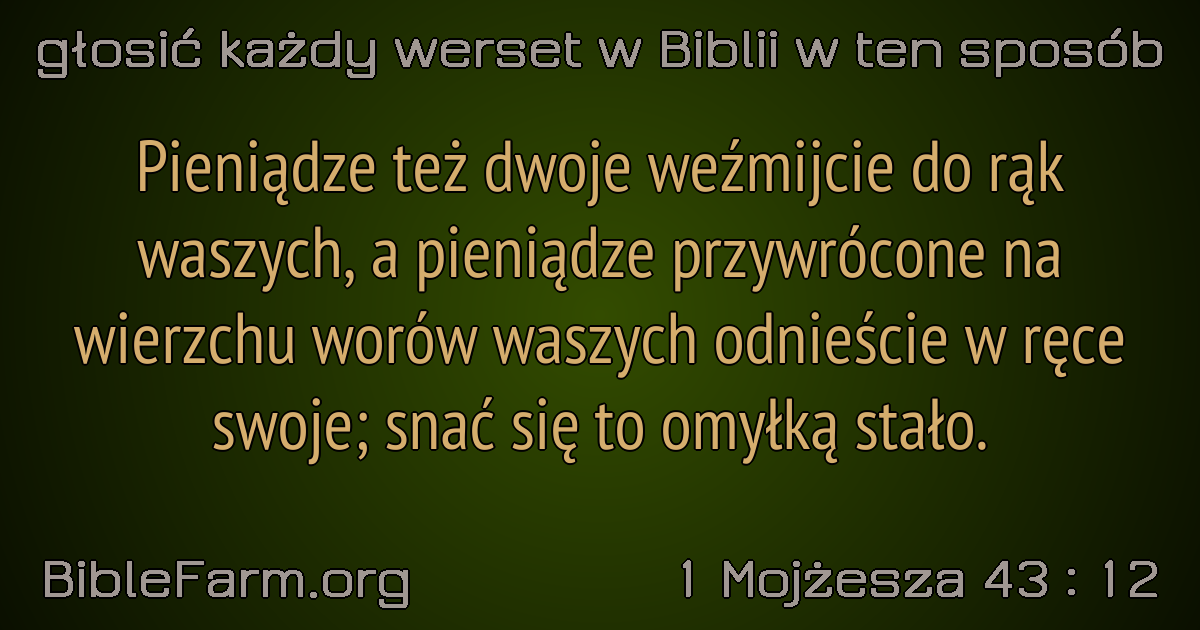 głosić każdy werset w Biblii w ten sposób
Pieniądze też dwoje weźmijcie do rąk
waszych, a pieniądze przywrócone na
wierzchu worów waszych odnieście w ręce
swoje; snać się to omyłką stało.
BibleFarm.org
1 Mojżesza 43 : 12